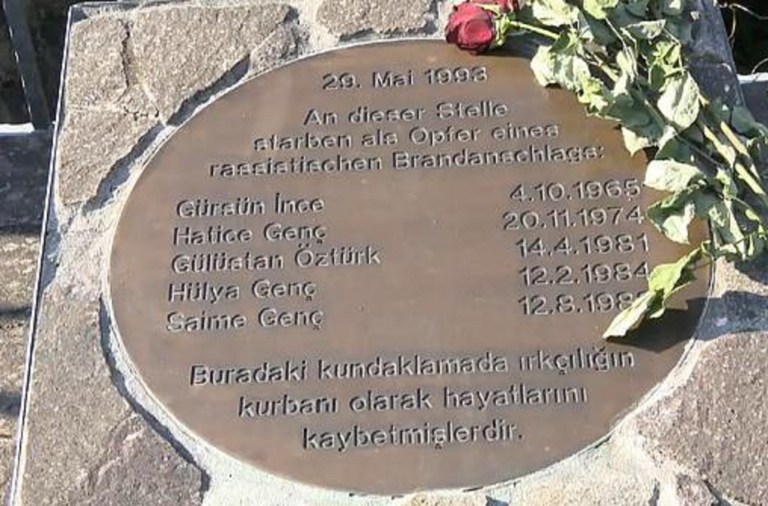 29. Mai 1993
An dieser Stelle
starben als Opfer eines
rassistischen Brandanschlags:
Gürsün İnce 4.10.1965
Hatice Genç 20.11.1974
Gülüstan Öztürk 14.4.1981
Hülya Genç 12.2.1984
Saime Genç
Buradaki kundaklamada ırkçılığın
kurbanı olarak hayatlarını
kaybetmişlerdir.